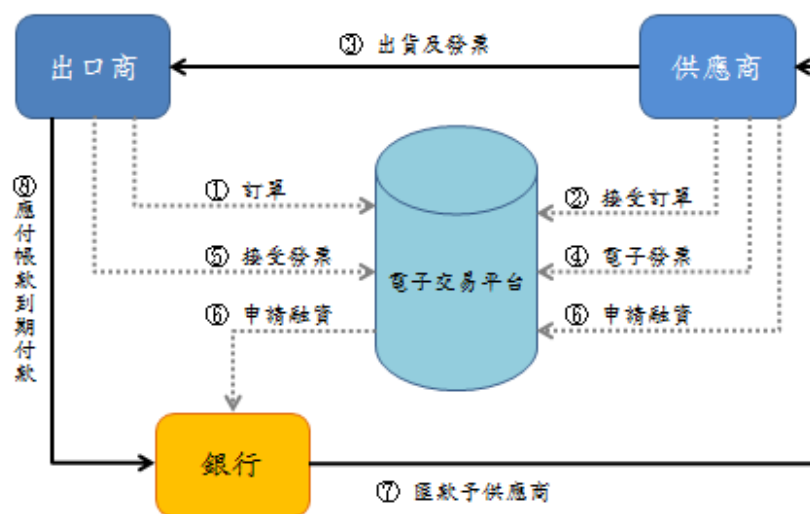 ③ 出貨及發票
出口商
供應商
① 訂單
② 接受訂單
⑧應付帳款到期付款
⑤ 接受發票
④ 電子發票
電子交易平台
⑥ 申請融資
⑥ 申請融資
銀行
⑦ 匯款予供應商